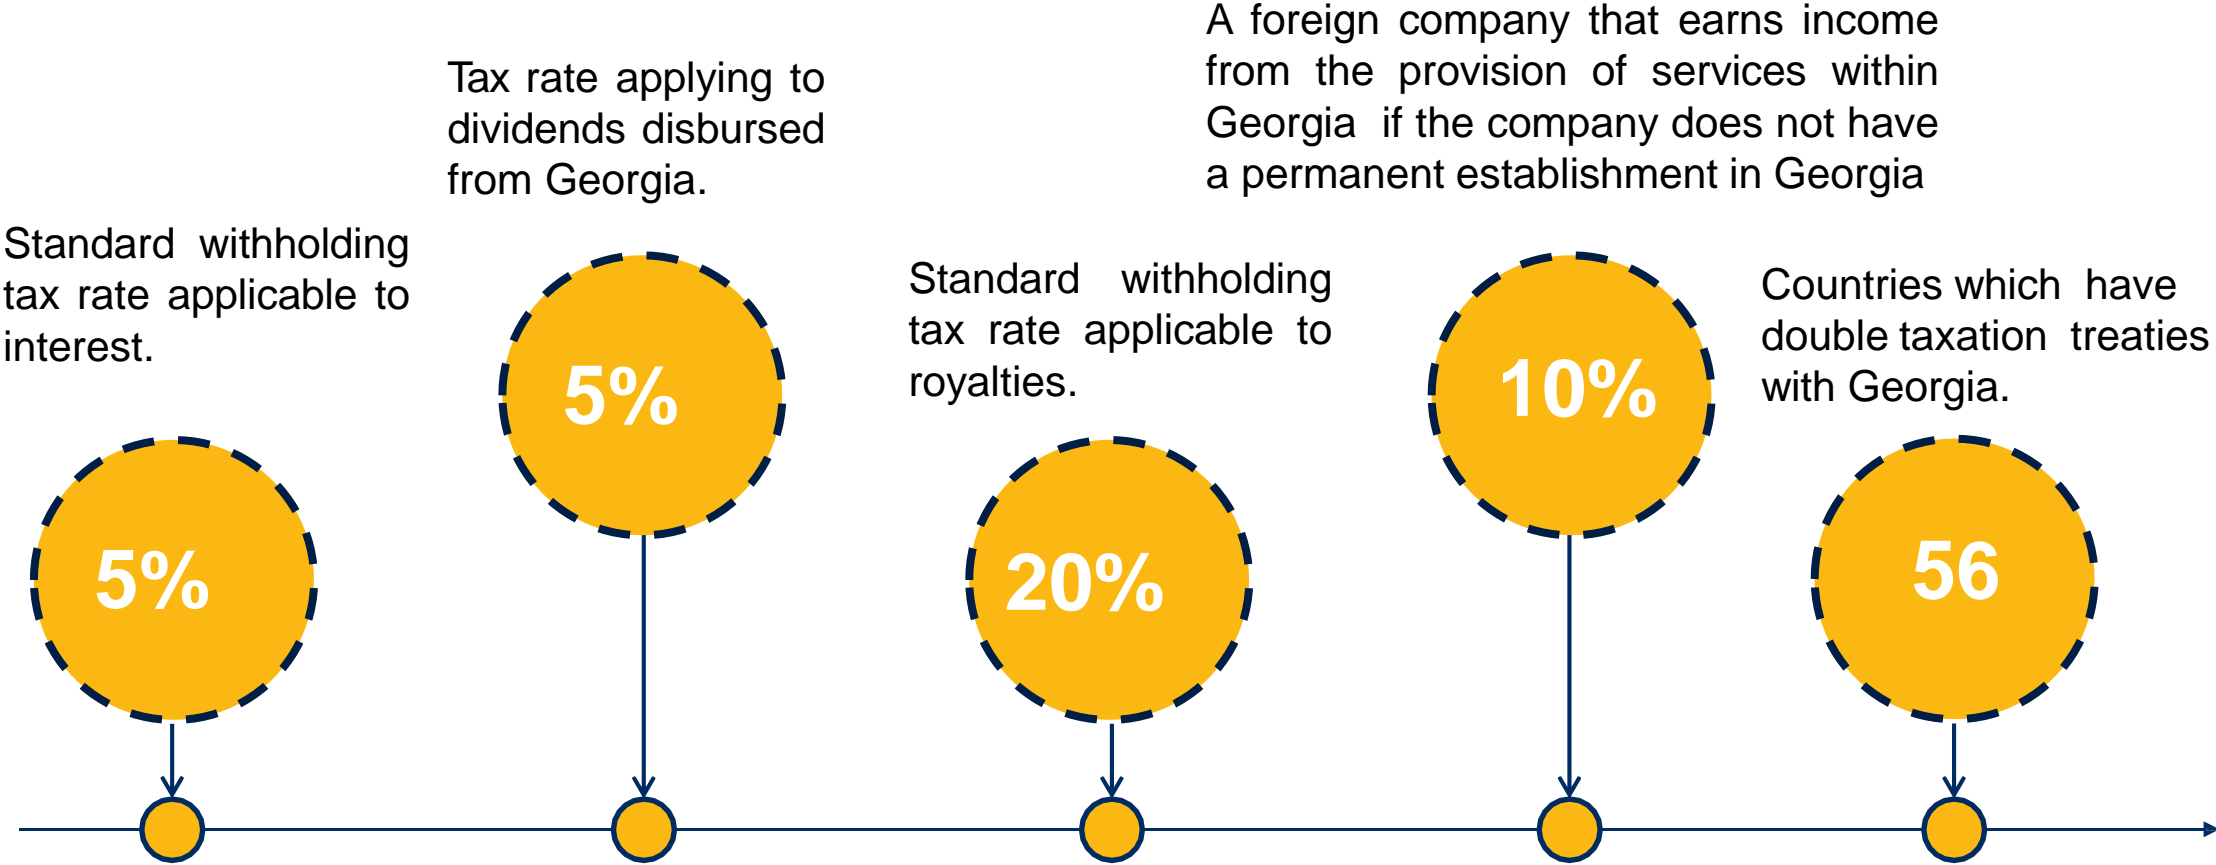 Standard withholding
tax rate applicable to
interest.
5%
Tax rate applying to
dividends disbursed
from Georgia.
5%
Standard withholding
tax rate applicable to
royalties.
20%
A foreign company that earns income
from the provision of services within
Georgia if the company does not have
a permanent establishment in Georgia
10%
Countries which have
double taxation treaties
with Georgia.
56